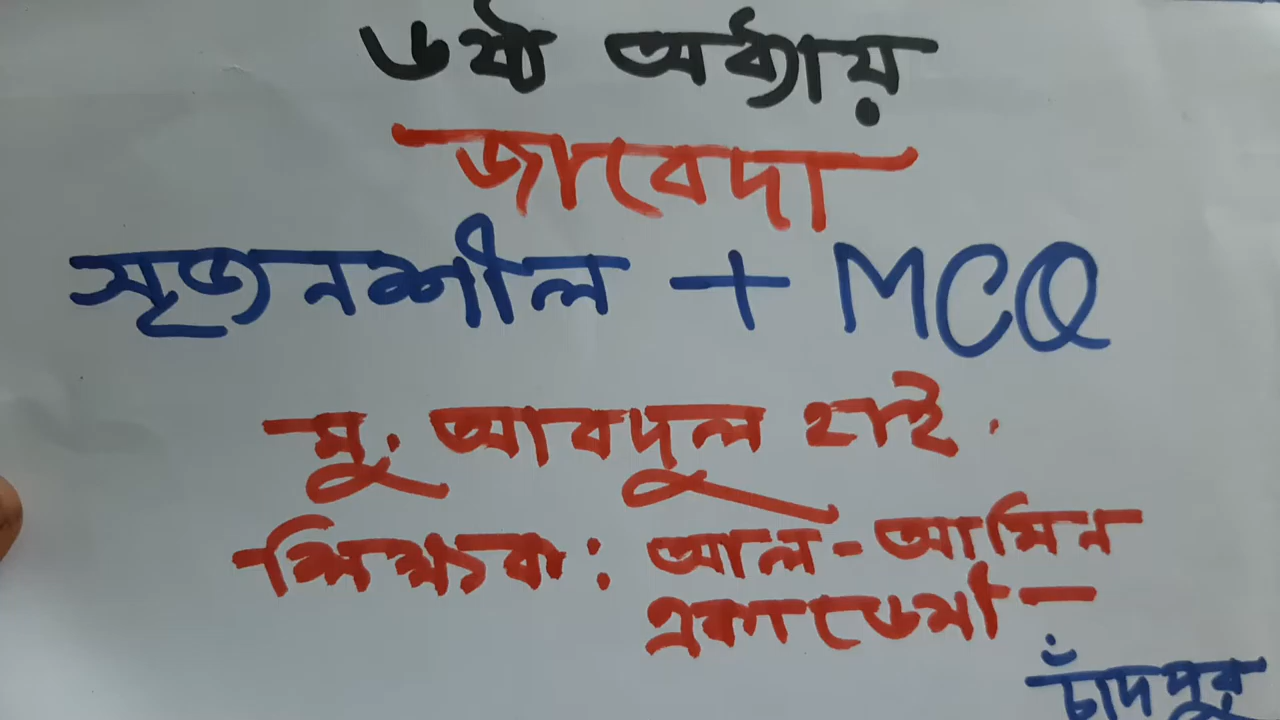 ৬ষ্ঠ অধ্যায়
জাবেদা
সৃজনশীল + MCQ
মু. আবদুল হাই.
শিক্ষক: আল-আমিন
একাডেমী -
চাঁদপুর